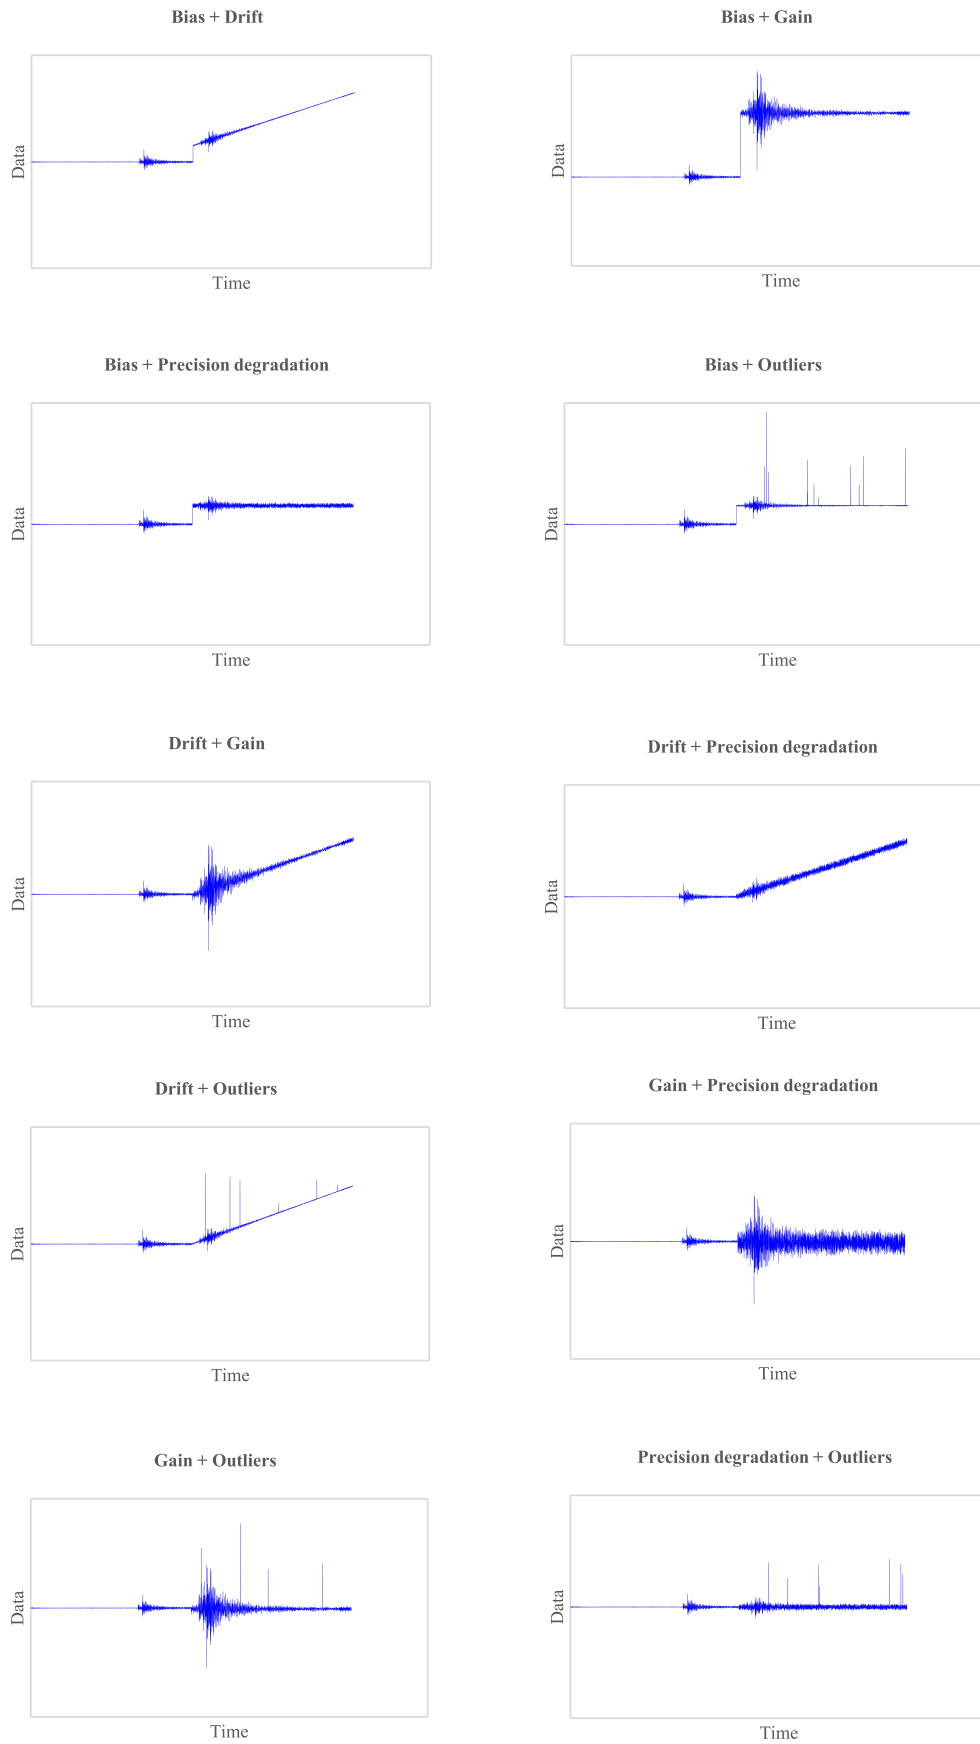 Bias + Drift
Bias + Gain
Data
Data
Time
Time
Bias + Precision degradation
Bias + Outliers
Data
Data
Time
Time
Drift + Gain
Drift + Precision degradation
Data
Data
Time
Time
Drift + Outliers
Gain + Precision degradation
Data
Data
Time
Time
Gain + Outliers
Precision degradation + Outliers
Data
Data
Time
Time